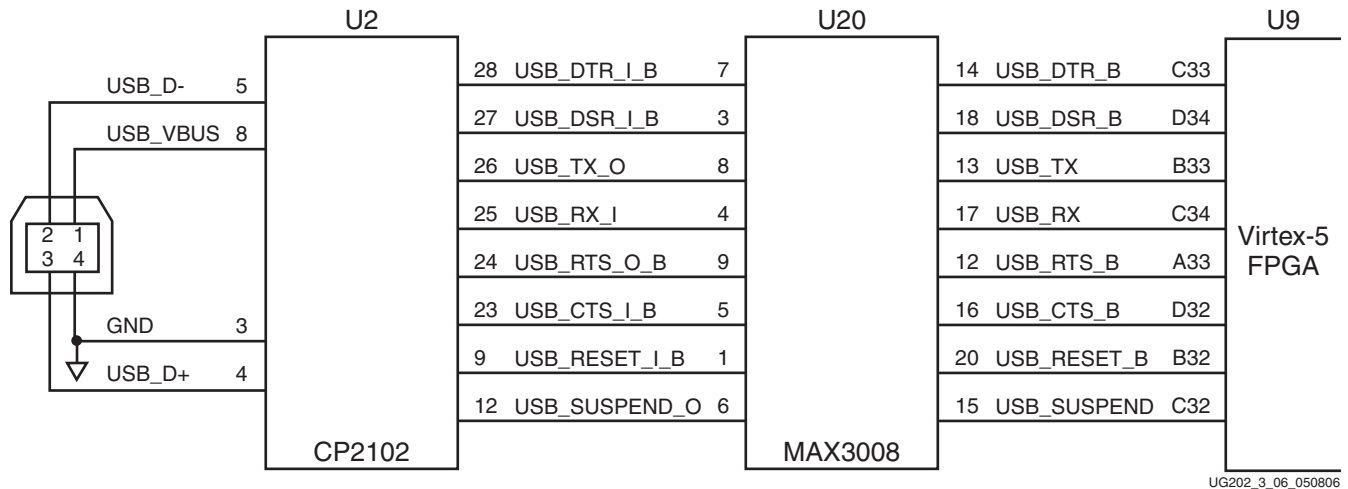 U2 U20 U9
28 USB_DTR_I_B 7 14 USB_DTR_B C33
USB_D- 5
27 USB_DSR_I_B 3 18 USB_DSR_B D34
USB_VBUS 8
26 USB_TX_O 8 13 USB_TX B33
25 USB_RX_I 4 17 USB_RX C34
2 1
Virtex-5
3 4
24 USB_RTS_O_B 9 12 USB_RTS_B A33
FPGA
23 USB_CTS_I_B 5 16 USB_CTS_B D32
GND 3
9 USB_RESET_I_B 1 20 USB_RESET_B B32
USB_D+ 4
12 USB_SUSPEND_O 6 15 USB_SUSPEND C32
CP2102 MAX3008
UG202_3_06_050806